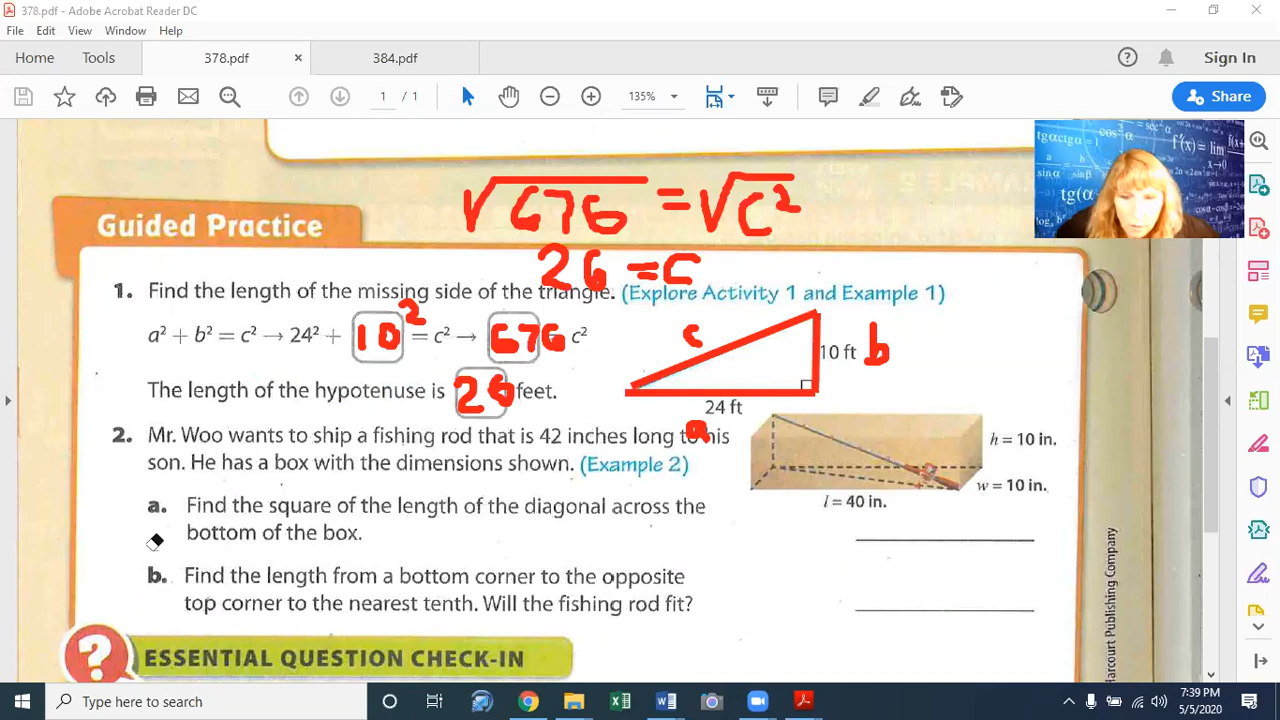 378.pdf - Adobe Acrobat Reader DC
File Edit View Window Help
Home Tools 378.pdf × 384.pdf Sign In
1 / 1 135% Share
√676 = √c²
26 = c
Guided Practice
1. Find the length of the missing side of the triangle. (Explore Activity 1 and Example 1)
a² + b² = c² → 24² + 10² = c² → 676 = c²
c
10 ft b
The length of the hypotenuse is 26 feet.
24 ft
a
2. Mr. Woo wants to ship a fishing rod that is 42 inches long to his
son. He has a box with the dimensions shown. (Example 2)
h = 10 in.
w = 10 in.
l = 40 in.
a. Find the square of the length of the diagonal across the
bottom of the box.
b. Find the length from a bottom corner to the opposite
top corner to the nearest tenth. Will the fishing rod fit?
Harcourt Publishing Company
? ESSENTIAL QUESTION CHECK-IN
Type here to search
7:39 PM
5/5/2020